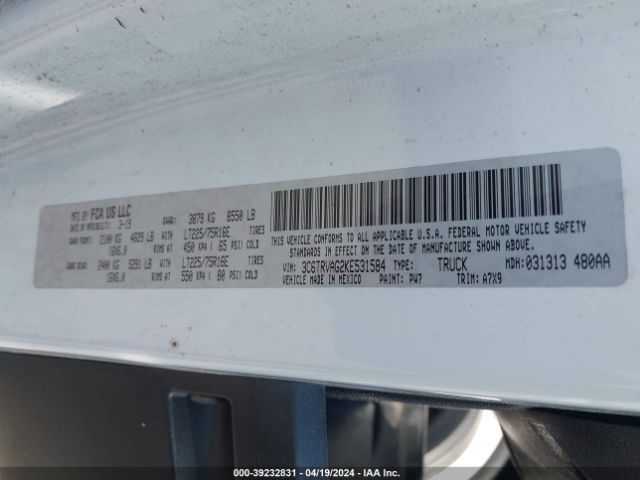 MFD BY FCA US LLC
DATE OF MFR: 3-19
GVWR: 3879 KG 8550 LB
GAWR FRONT: 2100 KG 4629 LB LT225/75R16E TIRES
16X6.0 450 KPA / 65 PSI COLD
GAWR REAR: 2400 KG 5291 LB LT225/75R16E TIRES
16X6.0 550 KPA / 80 PSI COLD
THIS VEHICLE CONFORMS TO ALL APPLICABLE U.S.A. FEDERAL MOTOR VEHICLE SAFETY
STANDARDS IN EFFECT ON THE DATE OF MANUFACTURE SHOWN ABOVE.
VIN: 3C6TRVAG2KE531584 TYPE: TRUCK MDH: 031313 480AA
VEHICLE MADE IN MEXICO PAINT: PW7 TRIM: A7X9
000-39232831 - 04/19/2024 - IAA Inc.